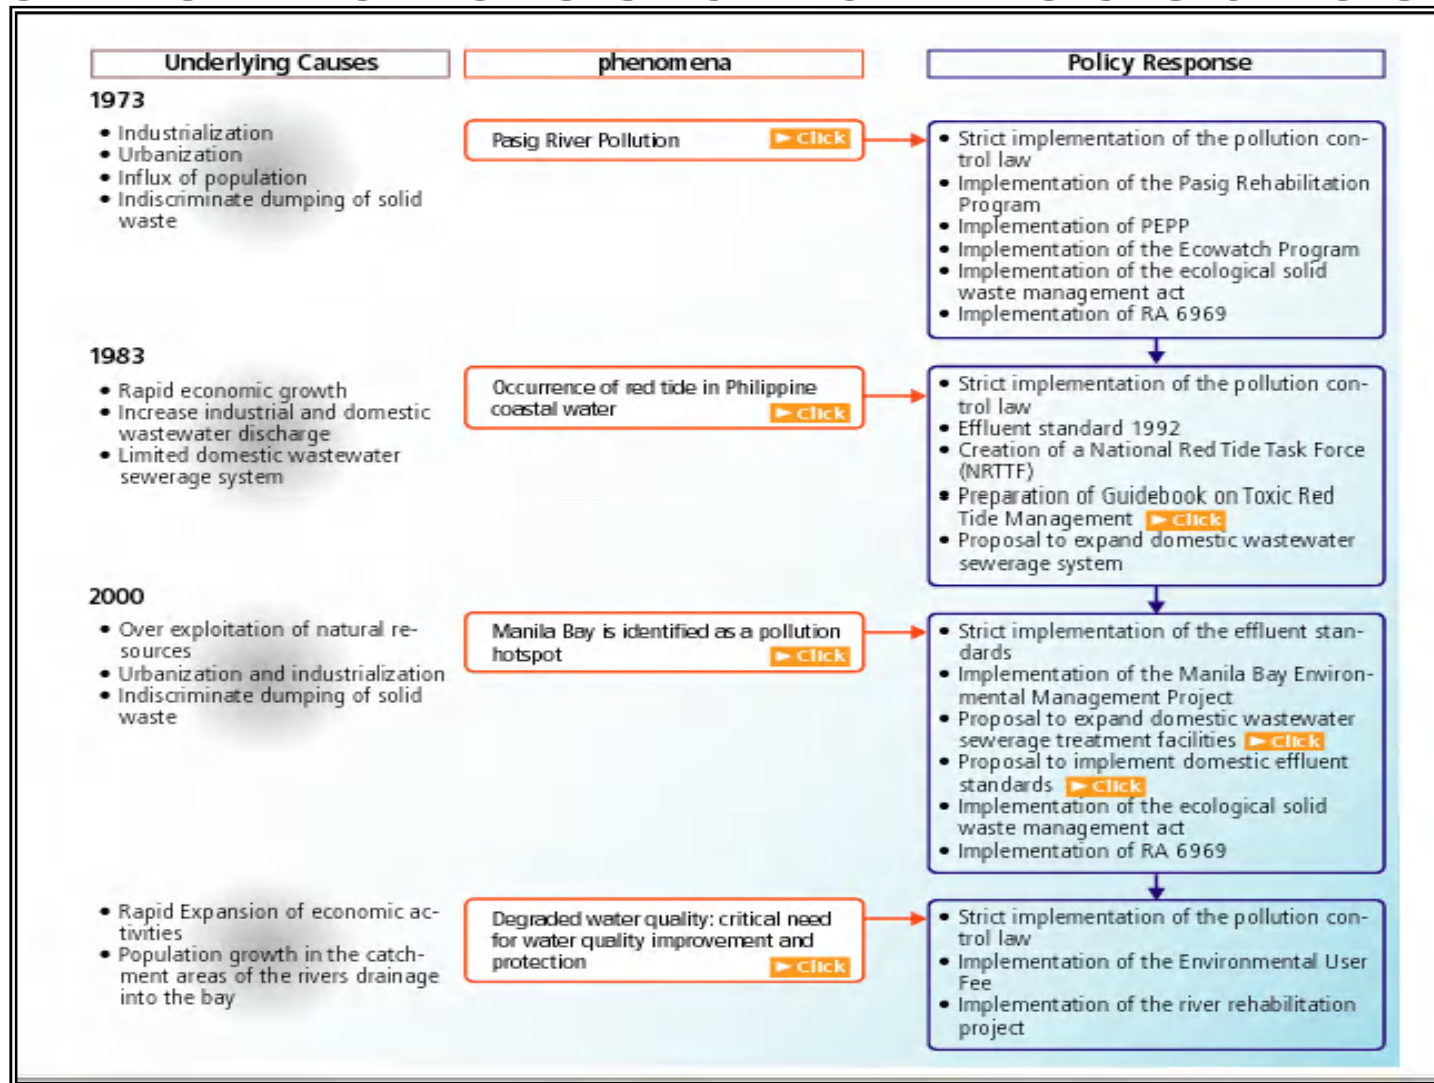 Underlying Causes
phenomena
Policy Response
1973
• Industrialization
• Urbanization
• Influx of population
• Indiscriminate dumping of solid
waste
Pasig River Pollution ► Click
• Strict implementation of the pollution con-
trol law
• Implementation of the Pasig Rehabilitation
Program
• Implementation of PEPP
• Implementation of the Ecowatch Program
• Implementation of the ecological solid
waste management act
• Implementation of RA 6969
1983
• Rapid economic growth
• Increase industrial and domestic
wastewater discharge
• Limited domestic wastewater
sewerage system
Occurrence of red tide in Philippine
coastal water ► Click
• Strict implementation of the pollution con-
trol law
• Effluent standard 1992
• Creation of a National Red Tide Task Force
(NRTTF)
• Preparation of Guidebook on Toxic Red
Tide Management ► Click
• Proposal to expand domestic wastewater
sewerage system
2000
• Over exploitation of natural re-
sources
• Urbanization and industrialization
• Indiscriminate dumping of solid
waste
Manila Bay is identified as a pollution
hotspot ► Click
• Strict implementation of the effluent stan-
dards
• Implementation of the Manila Bay Environ-
mental Management Project
• Proposal to expand domestic wastewater
sewerage treatment facilities ► Click
• Proposal to implement domestic effluent
standards ► Click
• Implementation of the ecological solid
waste management act
• Implementation of RA 6969
• Rapid Expansion of economic ac-
tivities
• Population growth in the catch-
ment areas of the rivers drainage
into the bay
Degraded water quality: critical need
for water quality improvement and
protection ► Click
• Strict implementation of the pollution con-
trol law
• Implementation of the Environmental User
Fee
• Implementation of the river rehabilitation
project